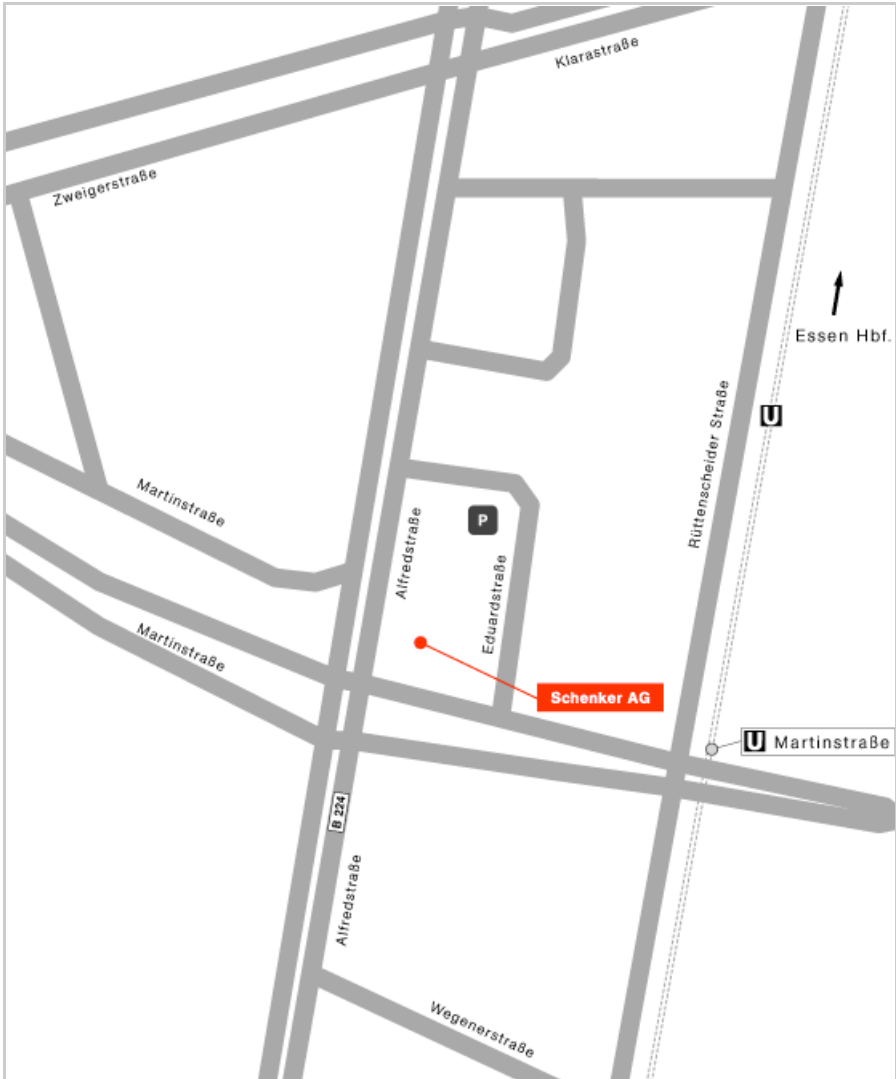 Klarastraße
Zweigerstraße
Essen Hbf.
U
Rüttenscheider Straße
Martinstraße
P
Alfredstraße
Eduardstraße
Martinstraße
Schenker AG
U Martinstraße
B 224
Alfredstraße
Wegenerstraße